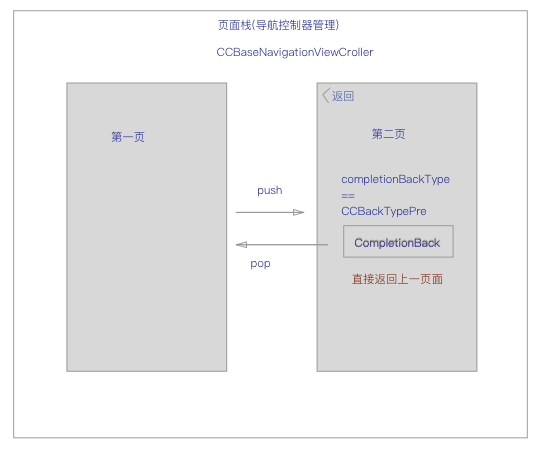 页面栈(导航控制器管理)
CCBaseNavigationViewCroller
第一页
返回
第二页
completionBackType
==
CCBackTypePre
push
CompletionBack
pop
直接返回上一页面